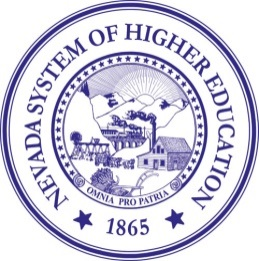 NEVADA SYSTEM OF HIGHER EDUCATION
OMNIA PRO PATRIA
1865